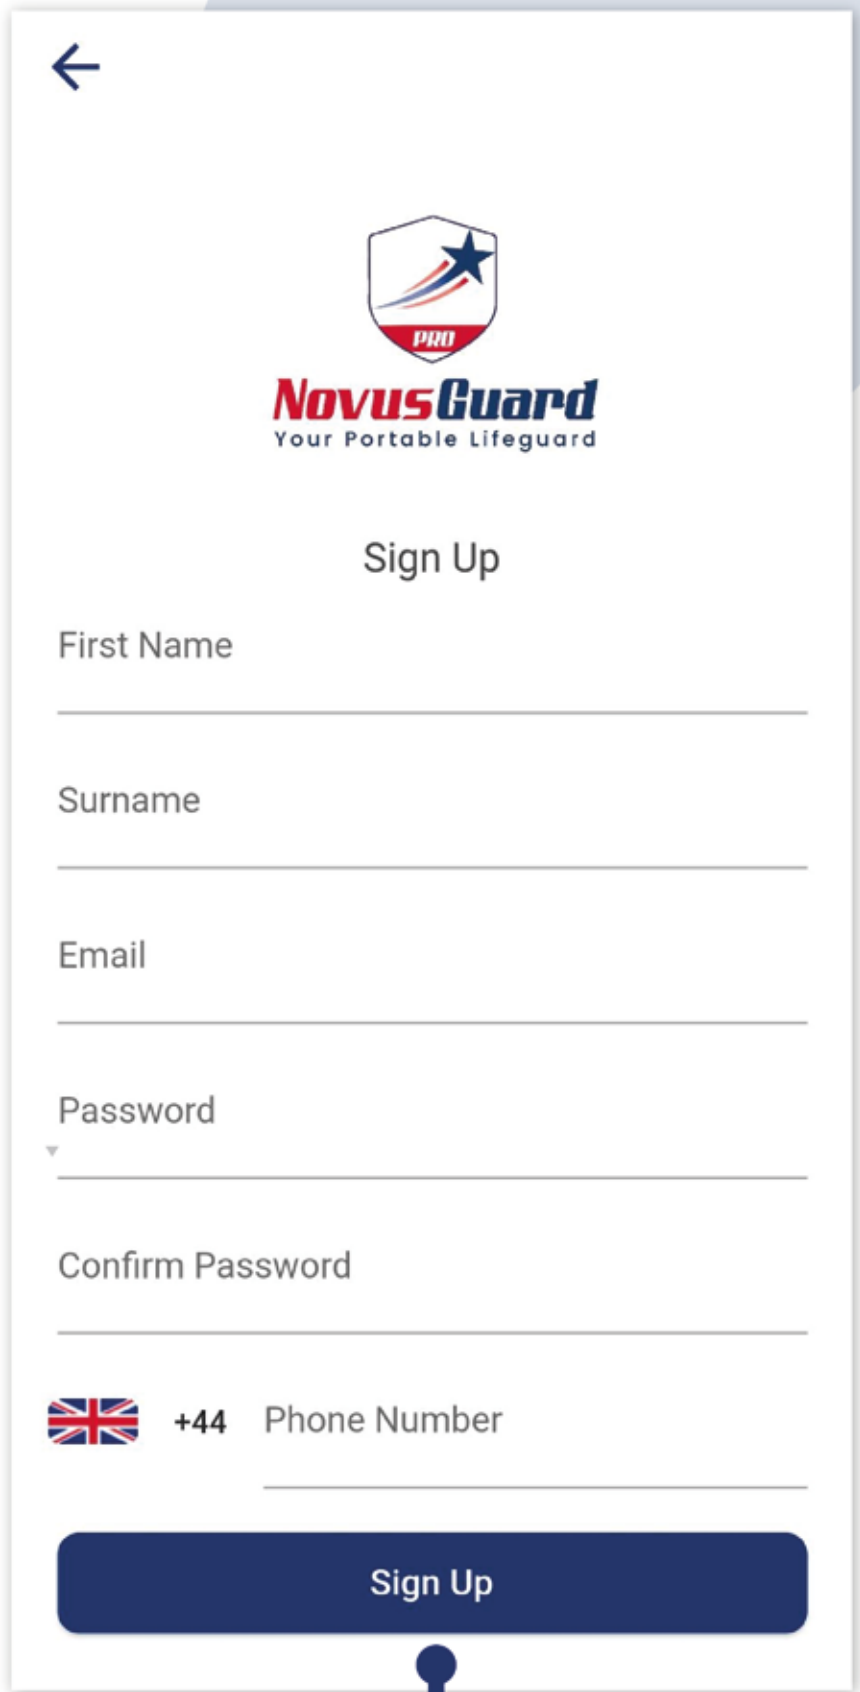 PRO
NovusGuard
Your Portable Lifeguard
Sign Up
First Name
Surname
Email
Password
Confirm Password
+44 Phone Number
Sign Up